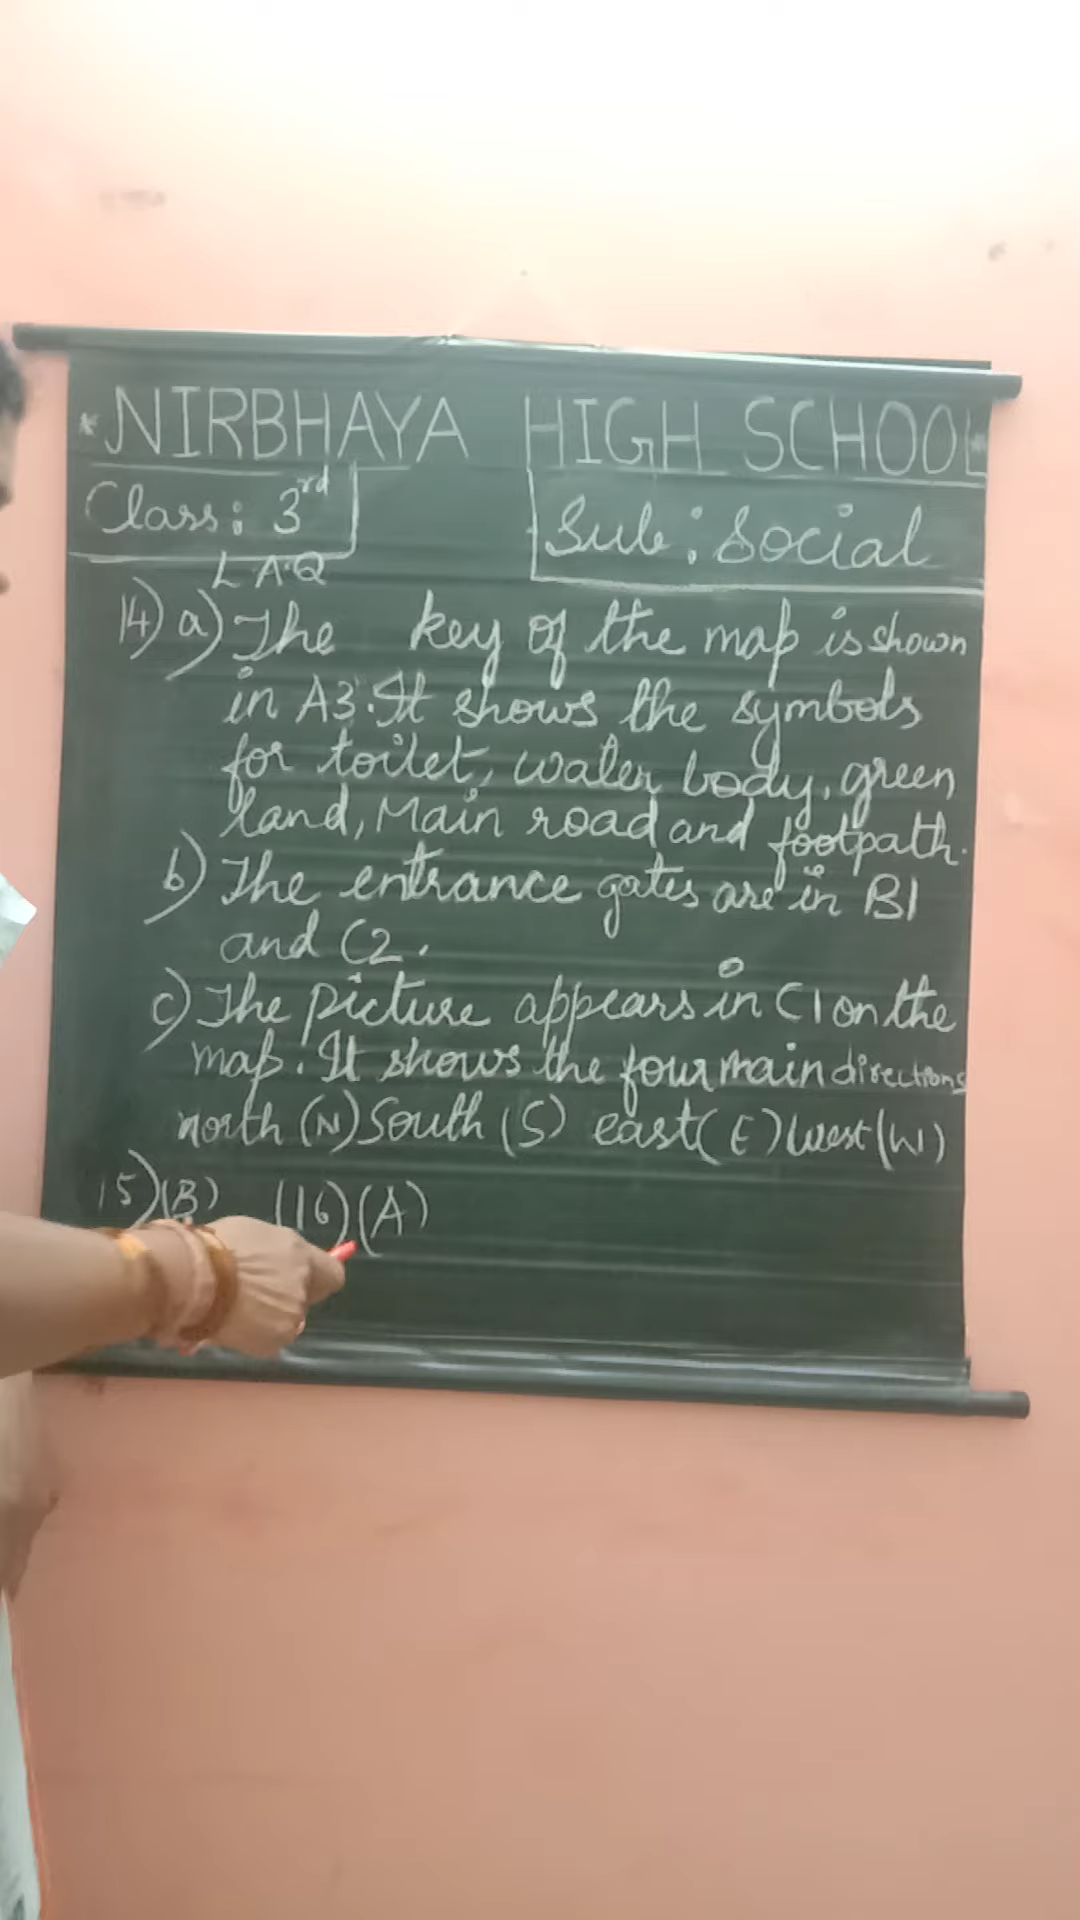 NIRBHAYA HIGH SCHOOL
Class: 3rd Sub: Social
L A.Q
14) a) The key of the map is shown
in A3. It shows the symbols
for toilet, water body, green
land, Main road and footpath.
b) The entrance gates are in B1
and C2.
c) The picture appears in C1 on the
map. It shows the four main directions
north (N) South (S) east (E) West (W)
15) (B) (16) (A)